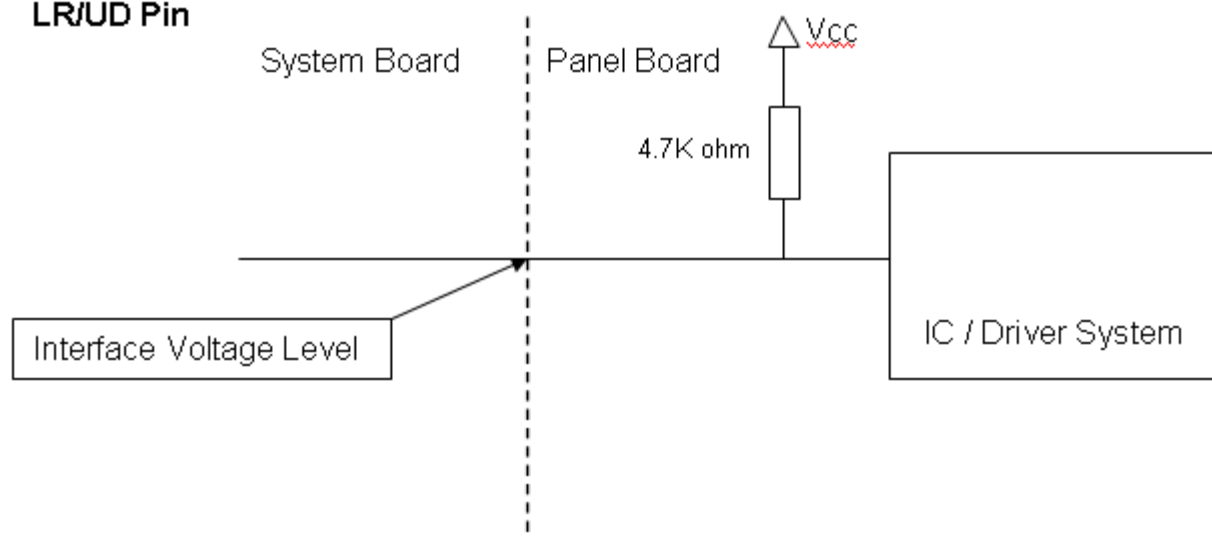 LR/UD Pin
System Board
Panel Board
Vcc
4.7K ohm
IC / Driver System
Interface Voltage Level